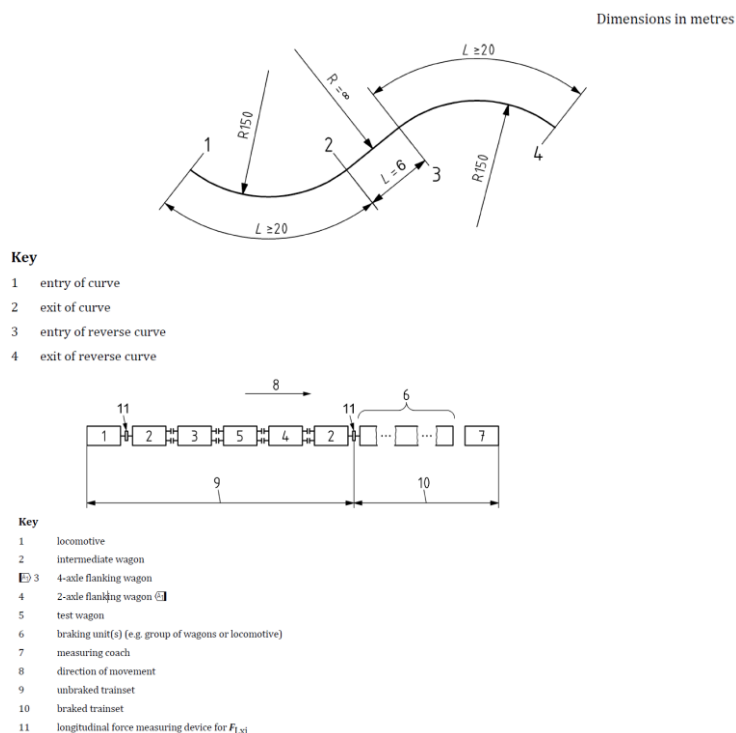 Dimensions in metres
L ≥20
R = ∞
R150
1
2
L = 6
3
R150
4
L ≥20
Key
1 entry of curve
2 exit of curve
3 entry of reverse curve
4 exit of reverse curve
8
6
11
11
1 2 3 5 4 2 ... ... 7
9
10
Key
1 locomotive
2 intermediate wagon
A1 3 4-axle flanking wagon
4 2-axle flanking wagon A1
5 test wagon
6 braking unit(s) (e.g. group of wagons or locomotive)
7 measuring coach
8 direction of movement
9 unbraked trainset
10 braked trainset
11 longitudinal force measuring device for FLxi